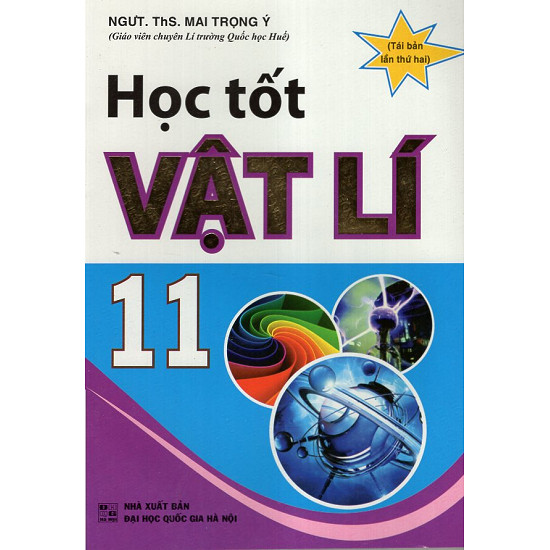 NGƯT. ThS. MAI TRỌNG Ý
(Giáo viên chuyên Lí trường Quốc học Huế)
(Tái bản
lần thứ hai)
Học tốt
VẬT LÍ
11
NHÀ XUẤT BẢN
ĐẠI HỌC QUỐC GIA HÀ NỘI